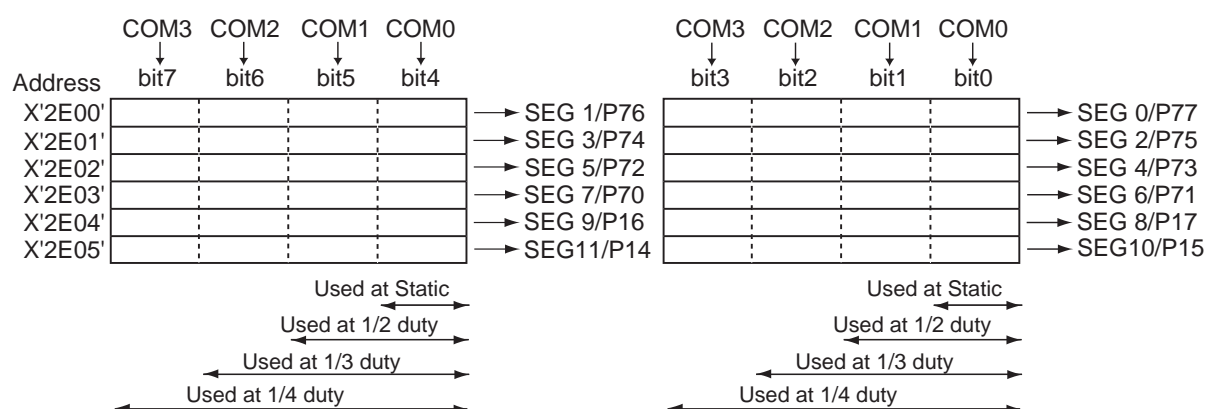 COM3 COM2 COM1 COM0 COM3 COM2 COM1 COM0
Address bit7 bit6 bit5 bit4 bit3 bit2 bit1 bit0
X'2E00' SEG 1/P76 SEG 0/P77
X'2E01' SEG 3/P74 SEG 2/P75
X'2E02' SEG 5/P72 SEG 4/P73
X'2E03' SEG 7/P70 SEG 6/P71
X'2E04' SEG 9/P16 SEG 8/P17
X'2E05' SEG11/P14 SEG10/P15
Used at Static Used at Static
Used at 1/2 duty Used at 1/2 duty
Used at 1/3 duty Used at 1/3 duty
Used at 1/4 duty Used at 1/4 duty